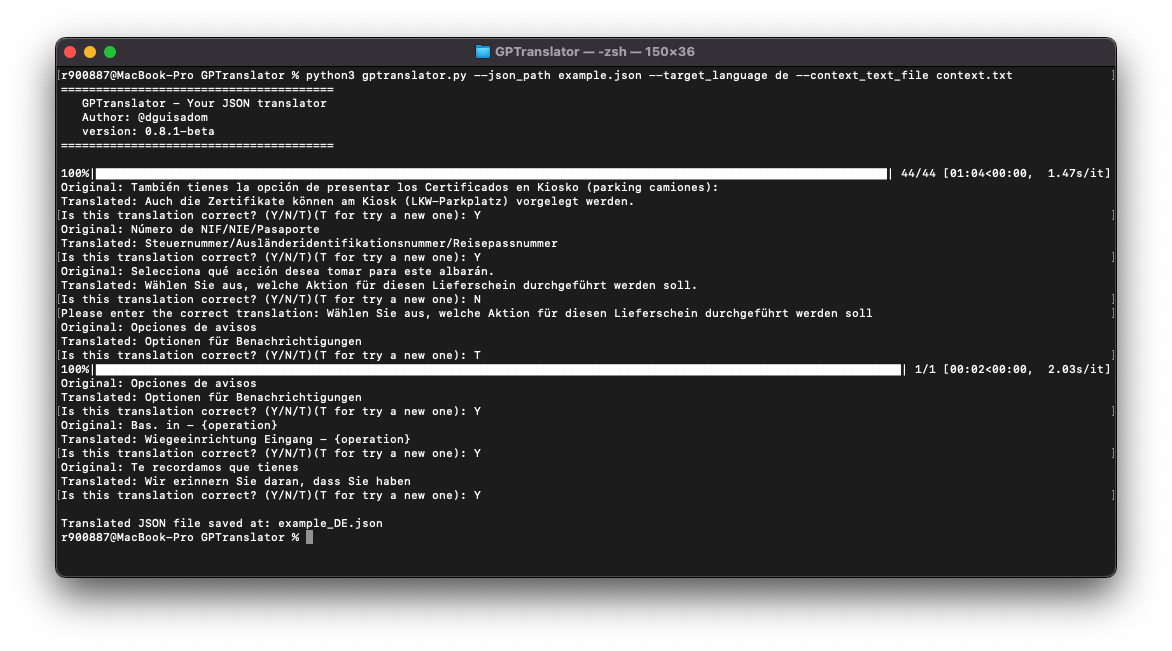 GPTranslator — -zsh — 150×36
[r900887@MacBook-Pro GPTranslator % python3 gptranslator.py --json_path example.json --target_language de --context_text_file context.txt ]
=======================================
GPTranslator - Your JSON translator
Author: @dguisadom
version: 0.8.1-beta
=======================================
100%|██████████| 44/44 [01:04<00:00, 1.47s/it]
Original: También tienes la opción de presentar los Certificados en Kiosko (parking camiones):
Translated: Auch die Zertifikate können am Kiosk (LKW-Parkplatz) vorgelegt werden.
[Is this translation correct? (Y/N/T)(T for try a new one): Y ]
Original: Número de NIF/NIE/Pasaporte
Translated: Steuernummer/Ausländeridentifikationsnummer/Reisepassnummer
[Is this translation correct? (Y/N/T)(T for try a new one): Y ]
Original: Selecciona qué acción desea tomar para este albarán.
Translated: Wählen Sie aus, welche Aktion für diesen Lieferschein durchgeführt werden soll.
[Is this translation correct? (Y/N/T)(T for try a new one): N ]
[Please enter the correct translation: Wählen Sie aus, welche Aktion für diesen Lieferschein durchgeführt werden soll ]
Original: Opciones de avisos
Translated: Optionen für Benachrichtigungen
[Is this translation correct? (Y/N/T)(T for try a new one): T ]
100%|██████████| 1/1 [00:02<00:00, 2.03s/it]
Original: Opciones de avisos
Translated: Optionen für Benachrichtigungen
[Is this translation correct? (Y/N/T)(T for try a new one): Y ]
Original: Bas. in - {operation}
Translated: Wiegeeinrichtung Eingang - {operation}
[Is this translation correct? (Y/N/T)(T for try a new one): Y ]
Original: Te recordamos que tienes
Translated: Wir erinnern Sie daran, dass Sie haben
[Is this translation correct? (Y/N/T)(T for try a new one): Y ]
Translated JSON file saved at: example_DE.json
r900887@MacBook-Pro GPTranslator %